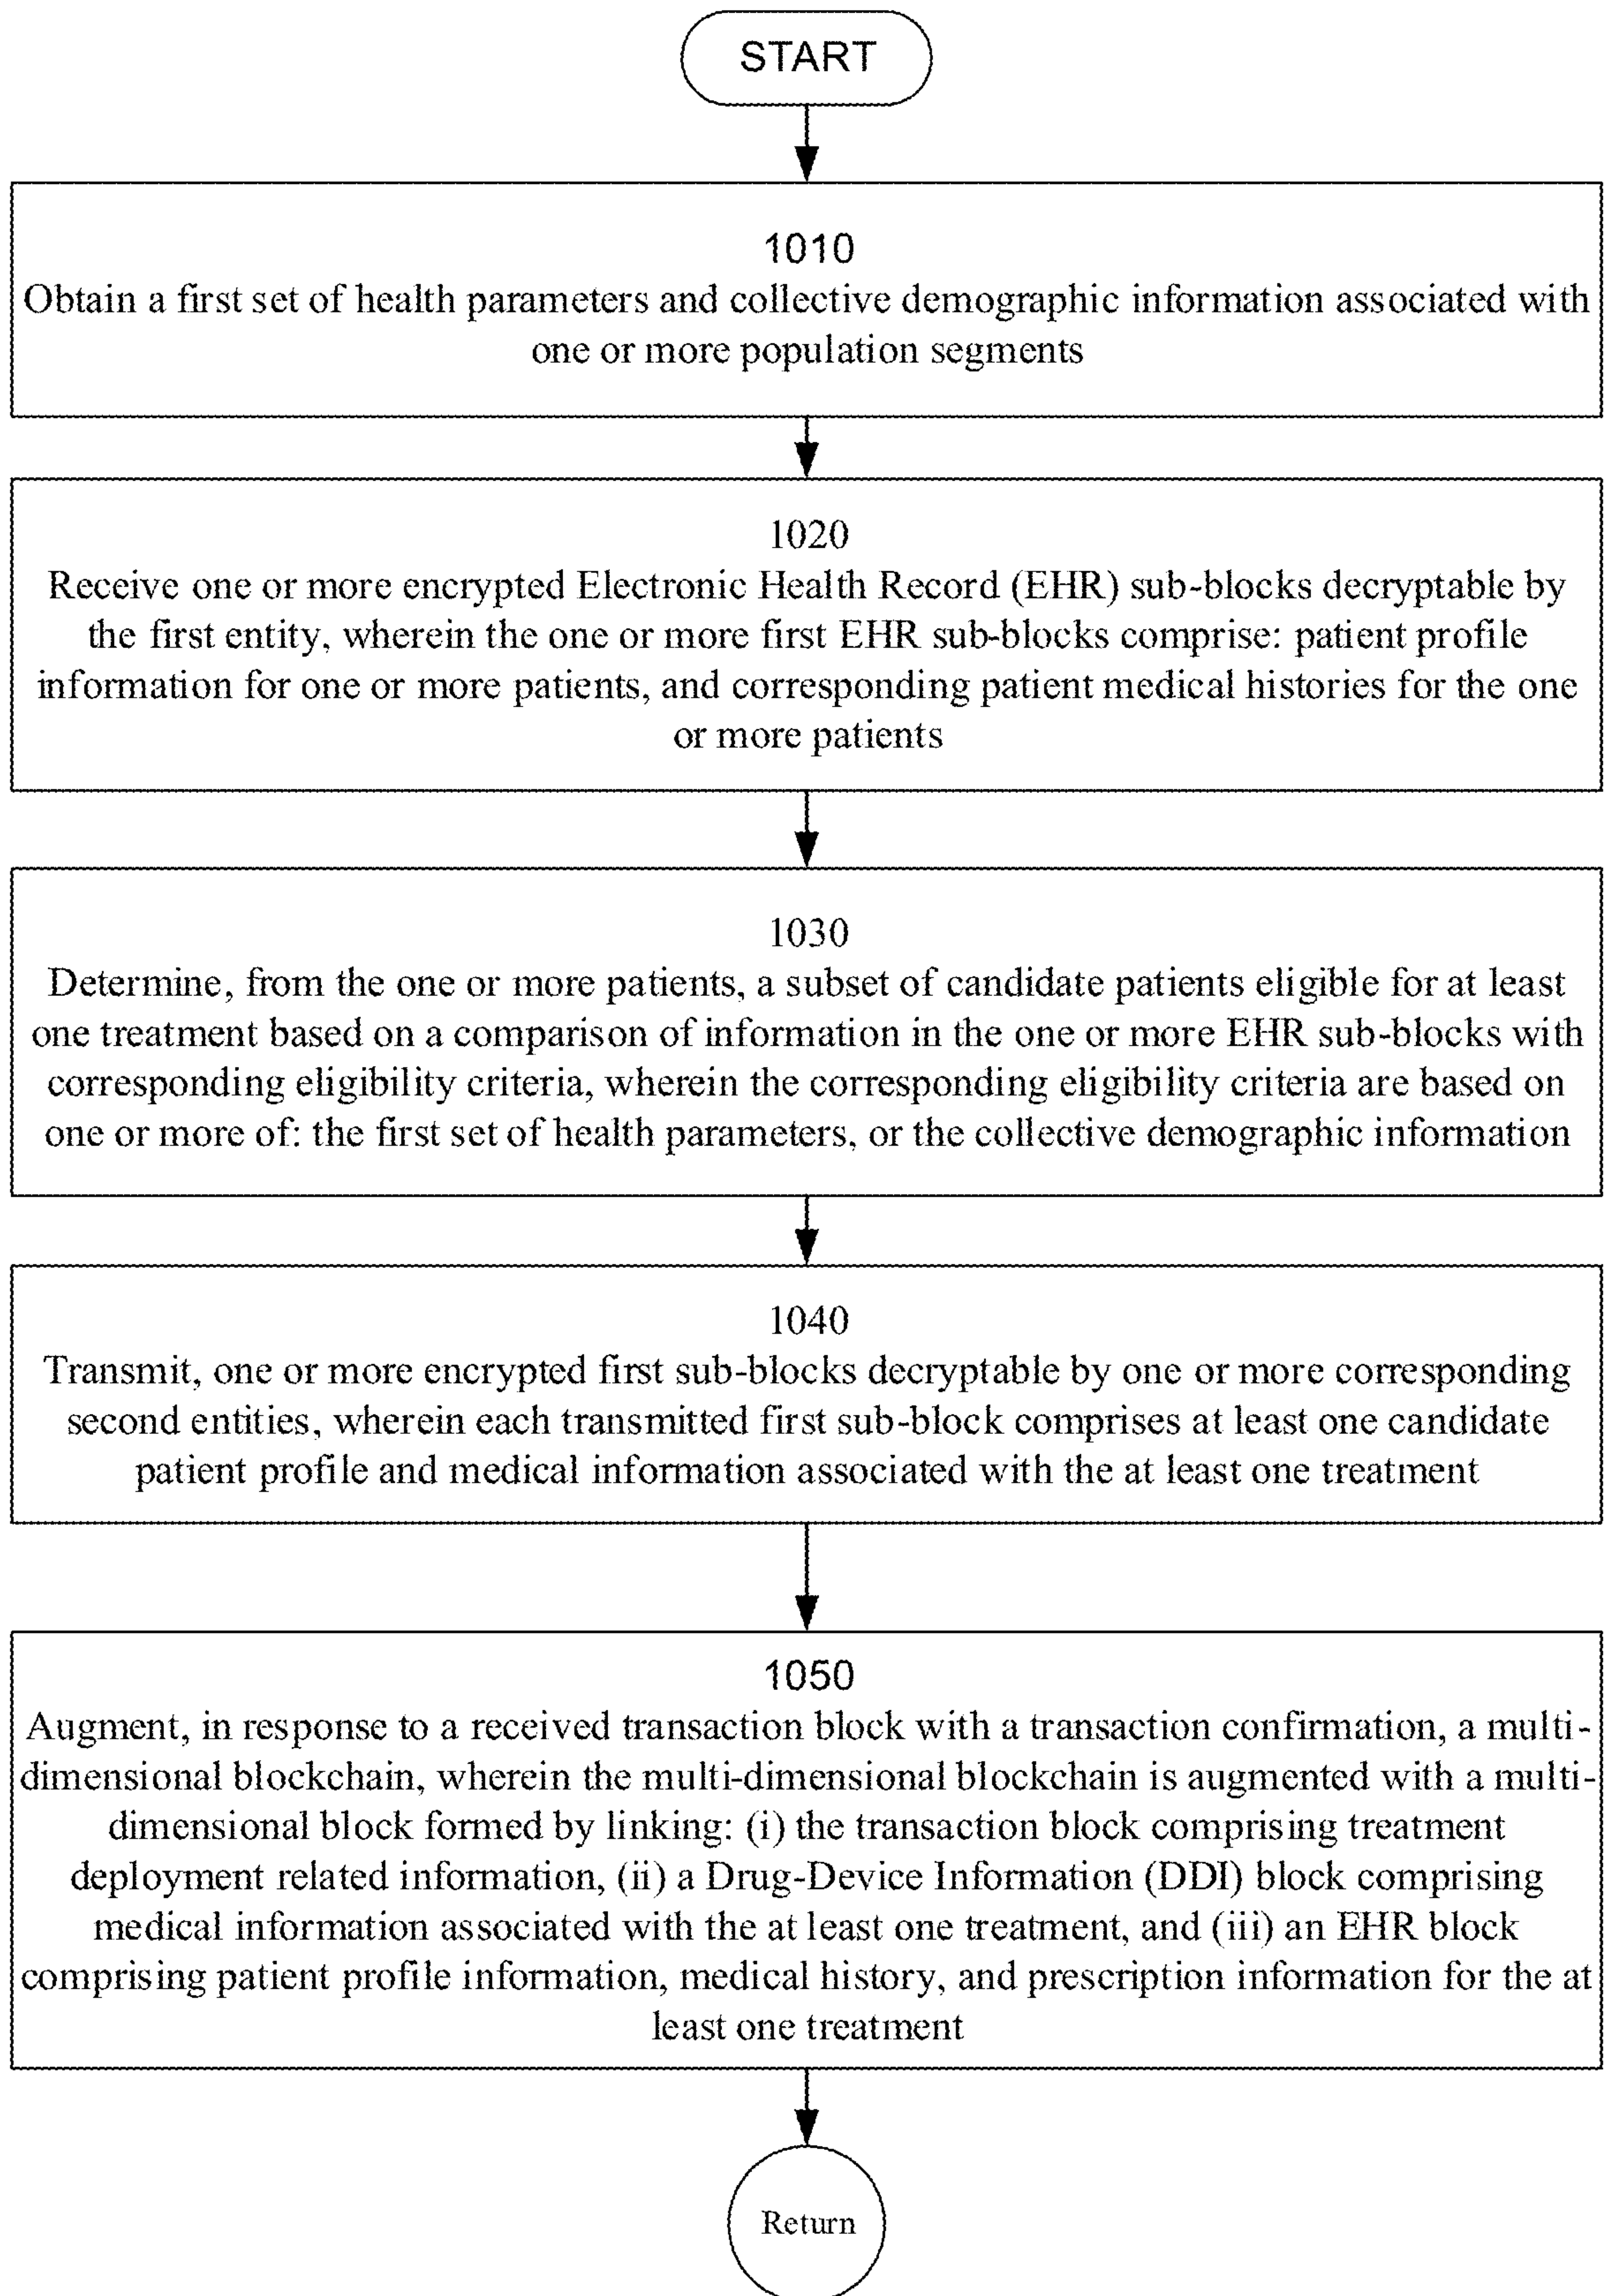 START
1010
Obtain a first set of health parameters and collective demographic information associated with
one or more population segments
1020
Receive one or more encrypted Electronic Health Record (EHR) sub-blocks decryptable by
the first entity, wherein the one or more first EHR sub-blocks comprise: patient profile
information for one or more patients, and corresponding patient medical histories for the one
or more patients
1030
Determine, from the one or more patients, a subset of candidate patients eligible for at least
one treatment based on a comparison of information in the one or more EHR sub-blocks with
corresponding eligibility criteria, wherein the corresponding eligibility criteria are based on
one or more of: the first set of health parameters, or the collective demographic information
1040
Transmit, one or more encrypted first sub-blocks decryptable by one or more corresponding
second entities, wherein each transmitted first sub-block comprises at least one candidate
patient profile and medical information associated with the at least one treatment
1050
Augment, in response to a received transaction block with a transaction confirmation, a multi-
dimensional blockchain, wherein the multi-dimensional blockchain is augmented with a multi-
dimensional block formed by linking: (i) the transaction block comprising treatment
deployment related information, (ii) a Drug-Device Information (DDI) block comprising
medical information associated with the at least one treatment, and (iii) an EHR block
comprising patient profile information, medical history, and prescription information for the at
least one treatment
Return